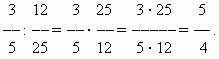 3/5 : 12/25 = 3/5 · 25/12 = 3 · 25/5 · 12 = 5/4.